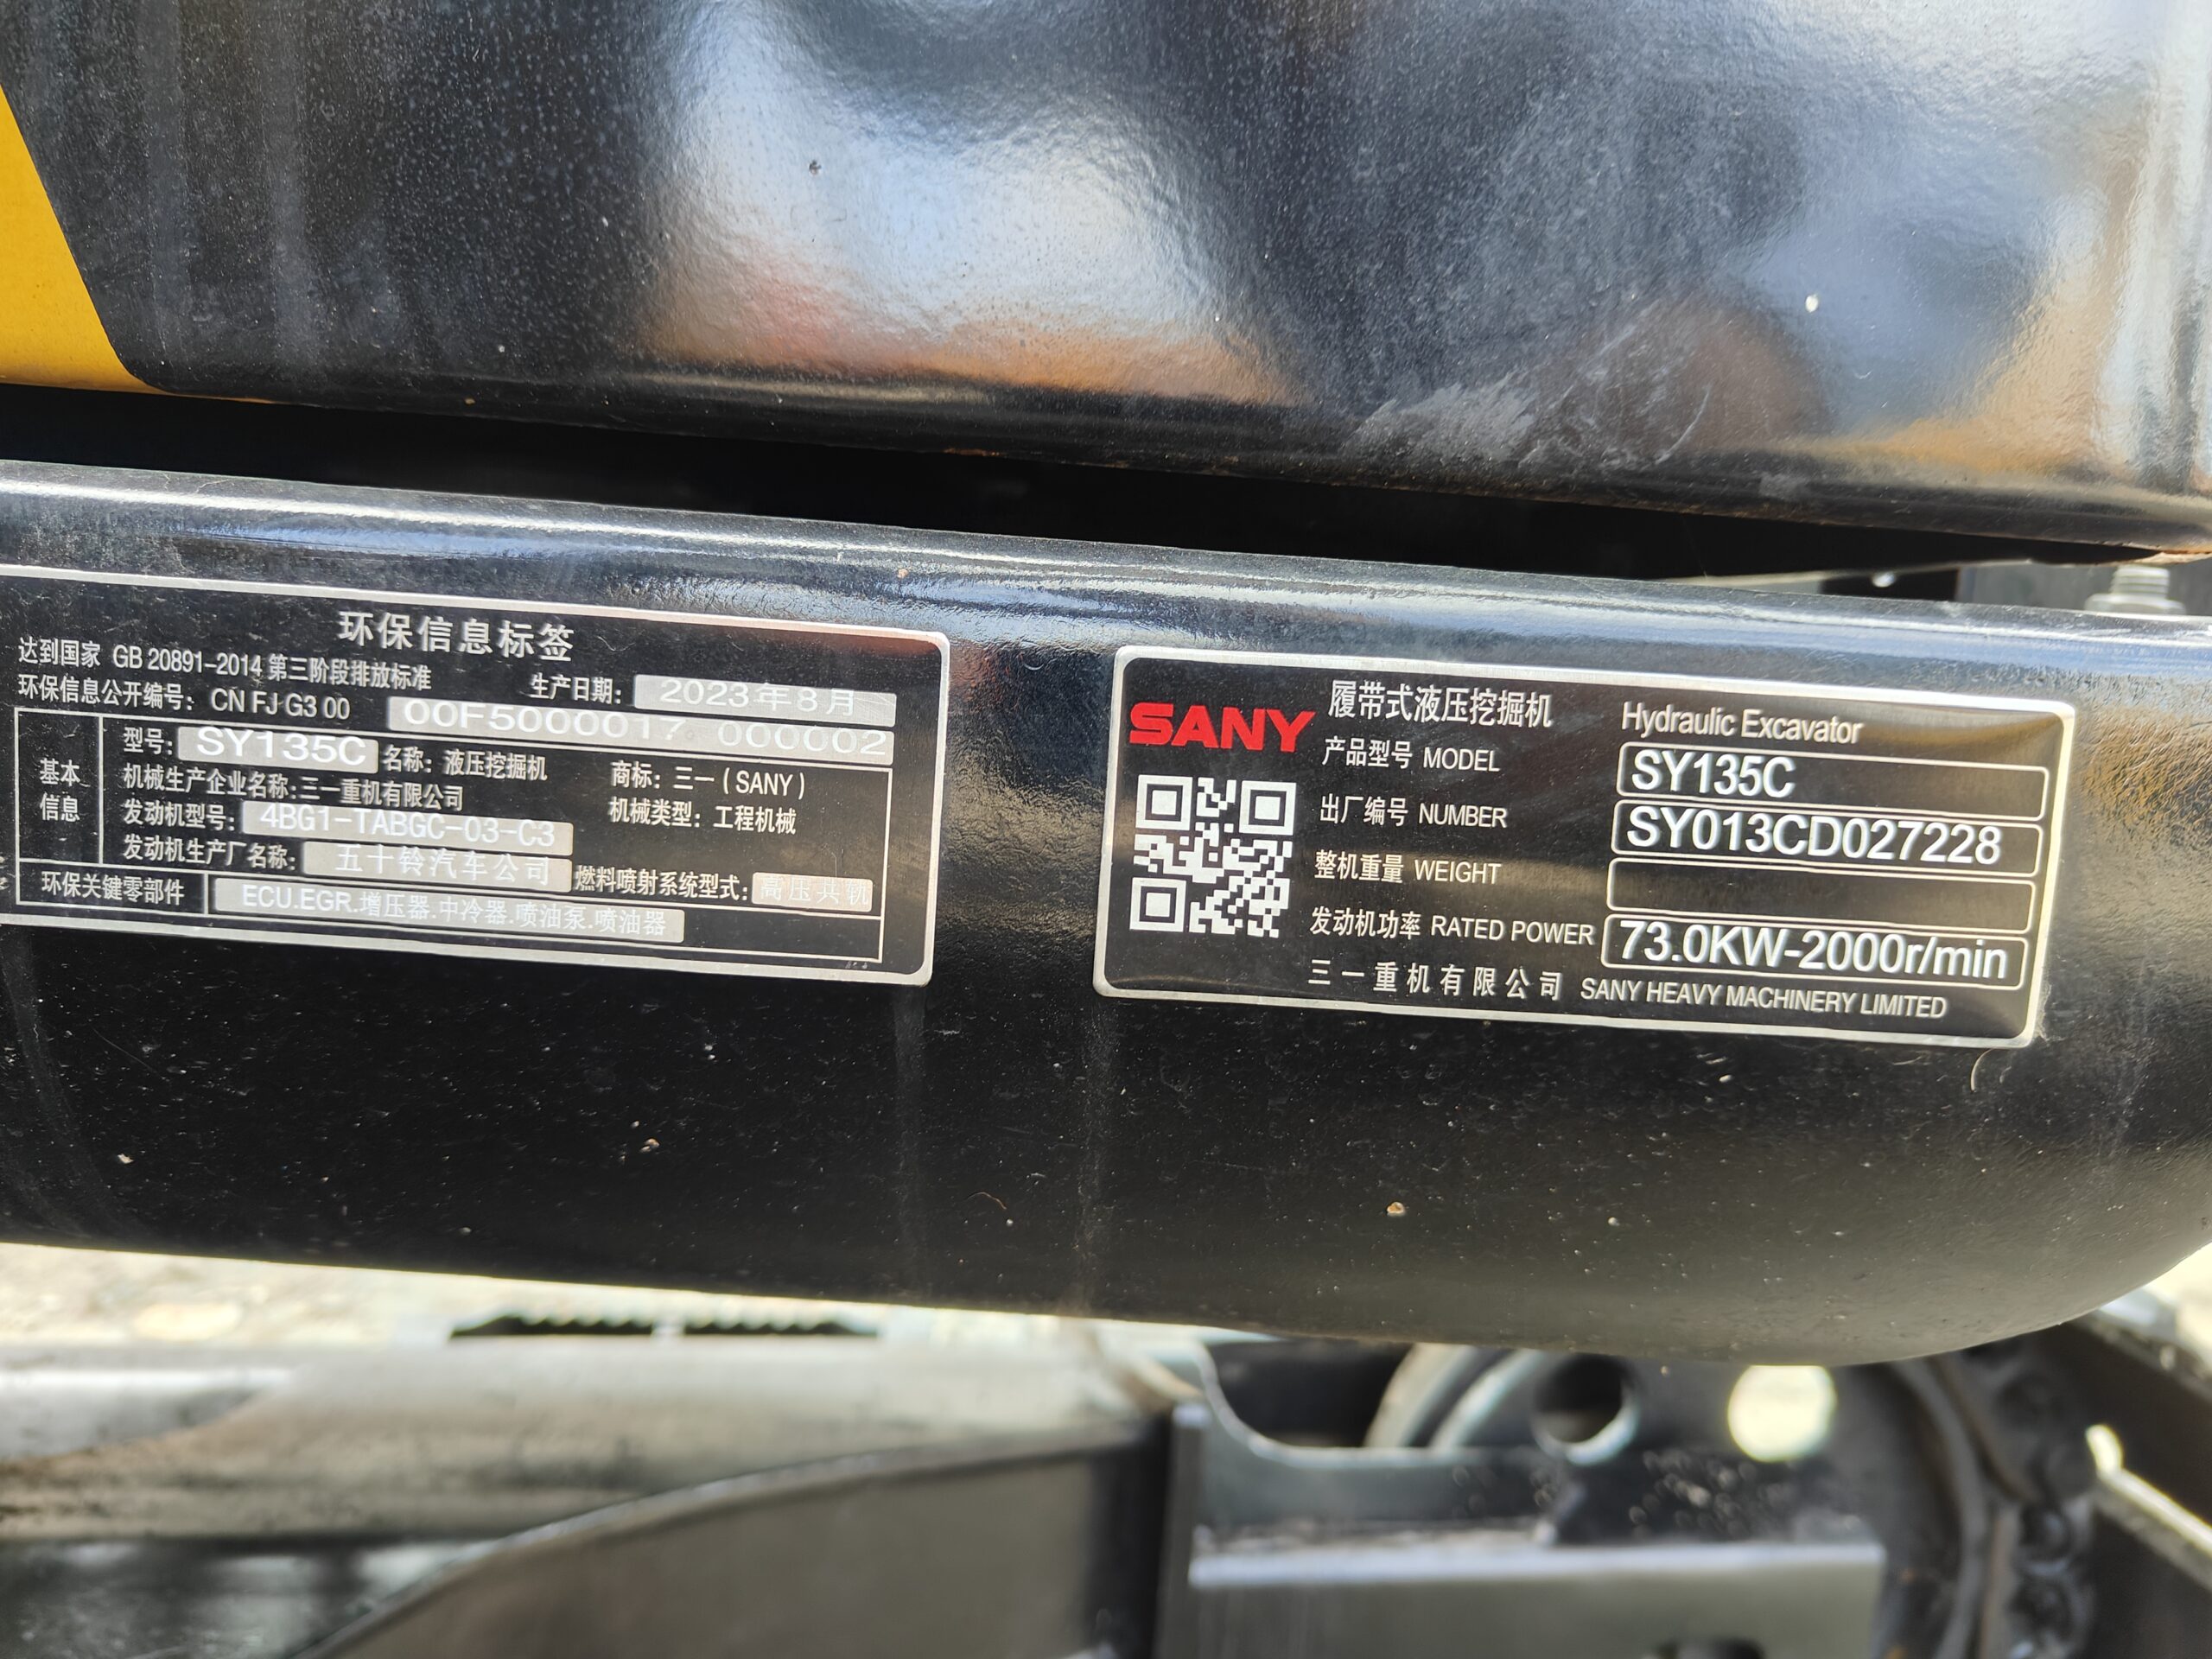 环保信息标签
达到国家 GB 20891-2014 第三阶段排放标准
生产日期: 2023年8月
环保信息公开编号: CN FJ G3 00 00F5000017 000002
基本信息
型号: SY135C 名称: 液压挖掘机 商标: 三一(SANY)
机械生产企业名称:三一重机有限公司 机械类型: 工程机械
发动机型号: 4BG1-TABGC-03-C3
发动机生产厂名称: 五十铃汽车公司 燃料喷射系统型式: 高压共轨
环保关键零部件 ECU.EGR.增压器.中冷器.喷油泵.喷油器
SANY 履带式液压挖掘机 Hydraulic Excavator
产品型号 MODEL SY135C
出厂编号 NUMBER SY013CD027228
整机重量 WEIGHT
发动机功率 RATED POWER 73.0KW-2000r/min
三一重机有限公司 SANY HEAVY MACHINERY LIMITED